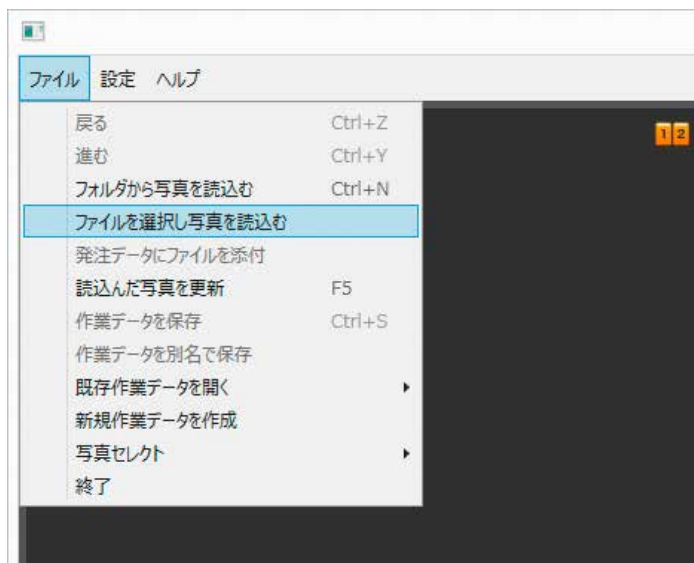 ファイル 設定 ヘルプ
戻る Ctrl+Z
進む Ctrl+Y
フォルダから写真を読込む Ctrl+N
ファイルを選択し写真を読込む
発注データにファイルを添付
読込んだ写真を更新 F5
作業データを保存 Ctrl+S
作業データを別名で保存
既存作業データを開く
新規作業データを作成
写真セレクト
終了
1 2